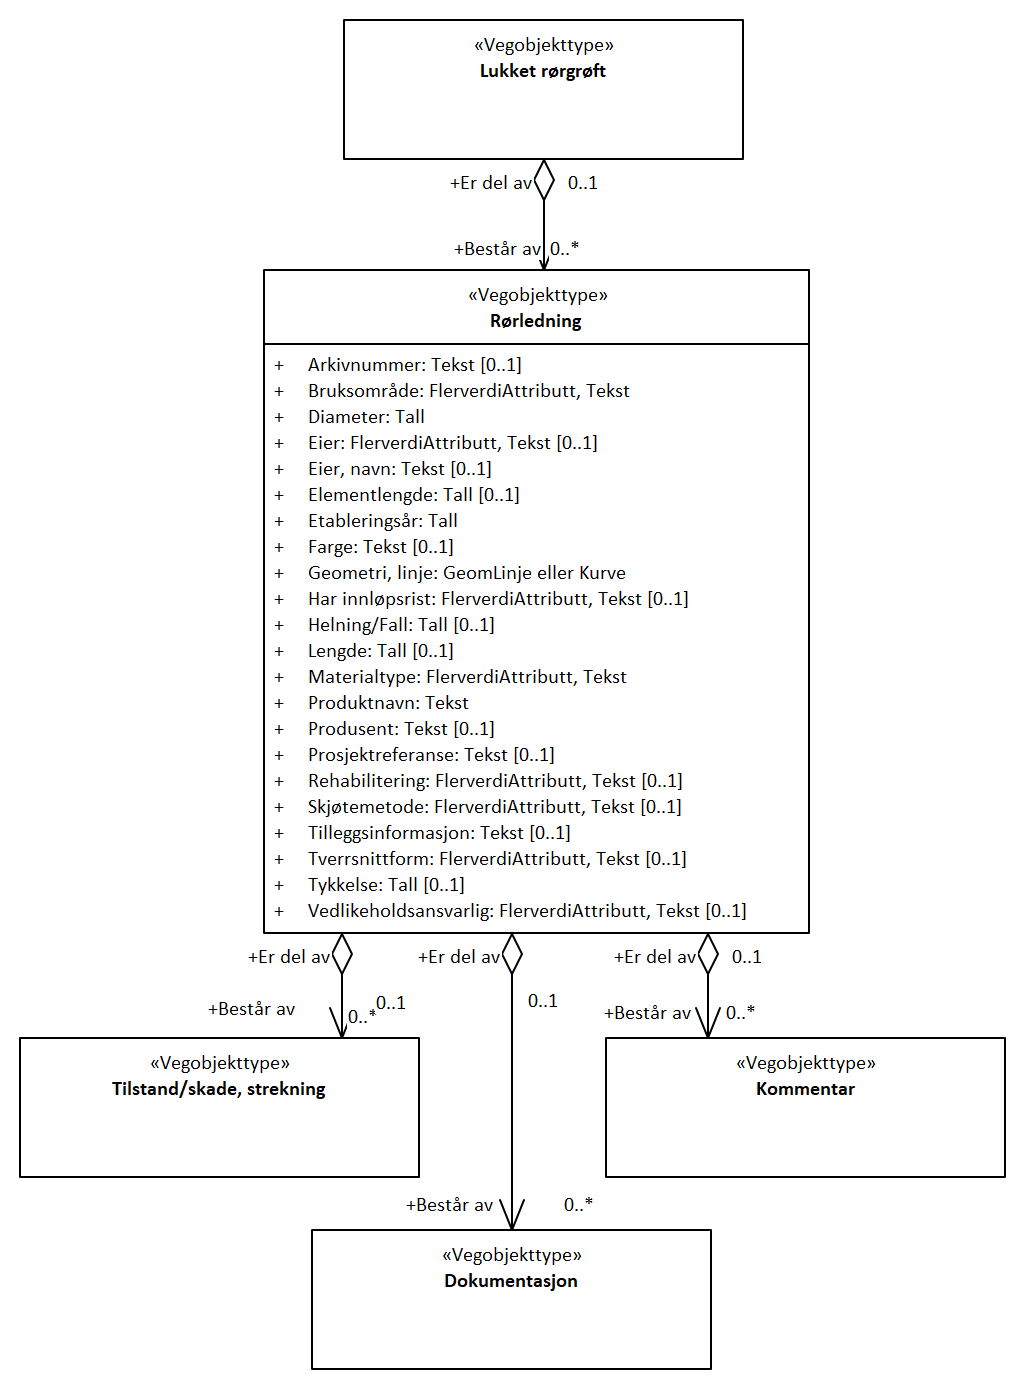 «Vegobjekttype»
Lukket rørgrøft
+Er del av 0..1
+Består av 0..*
«Vegobjekttype»
Rørledning
+ Arkivnummer: Tekst [0..1]
+ Bruksområde: FlerverdiAttributt, Tekst
+ Diameter: Tall
+ Eier: FlerverdiAttributt, Tekst [0..1]
+ Eier, navn: Tekst [0..1]
+ Elementlengde: Tall [0..1]
+ Etableringsår: Tall
+ Farge: Tekst [0..1]
+ Geometri, linje: GeomLinje eller Kurve
+ Har innløpsrist: FlerverdiAttributt, Tekst [0..1]
+ Helning/Fall: Tall [0..1]
+ Lengde: Tall [0..1]
+ Materialtype: FlerverdiAttributt, Tekst
+ Produktnavn: Tekst
+ Produsent: Tekst [0..1]
+ Prosjektreferanse: Tekst [0..1]
+ Rehabilitering: FlerverdiAttributt, Tekst [0..1]
+ Skjøtemetode: FlerverdiAttributt, Tekst [0..1]
+ Tilleggsinformasjon: Tekst [0..1]
+ Tverrsnittform: FlerverdiAttributt, Tekst [0..1]
+ Tykkelse: Tall [0..1]
+ Vedlikeholdsansvarlig: FlerverdiAttributt, Tekst [0..1]
+Er del av
0..1
+Består av
0..*
«Vegobjekttype»
Tilstand/skade, strekning
+Er del av
0..1
+Er del av 0..1
+Består av 0..*
«Vegobjekttype»
Kommentar
+Består av 0..*
«Vegobjekttype»
Dokumentasjon